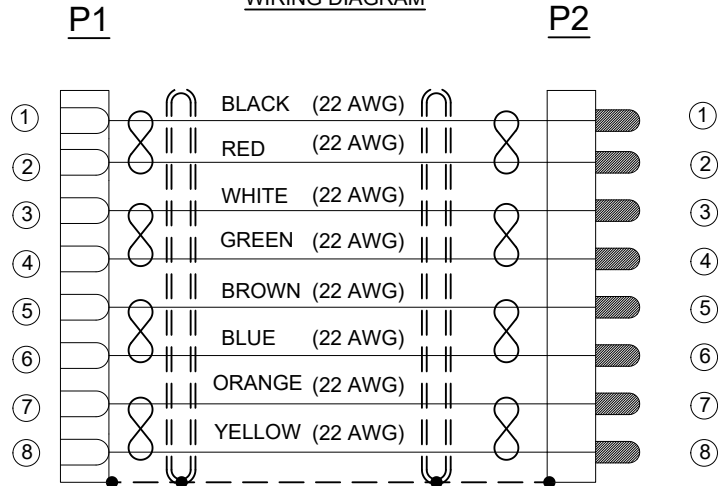 WIRING DIAGRAM
P1 P2
1 BLACK (22 AWG) 1
2 RED (22 AWG) 2
3 WHITE (22 AWG) 3
4 GREEN (22 AWG) 4
5 BROWN (22 AWG) 5
6 BLUE (22 AWG) 6
7 ORANGE (22 AWG) 7
8 YELLOW (22 AWG) 8